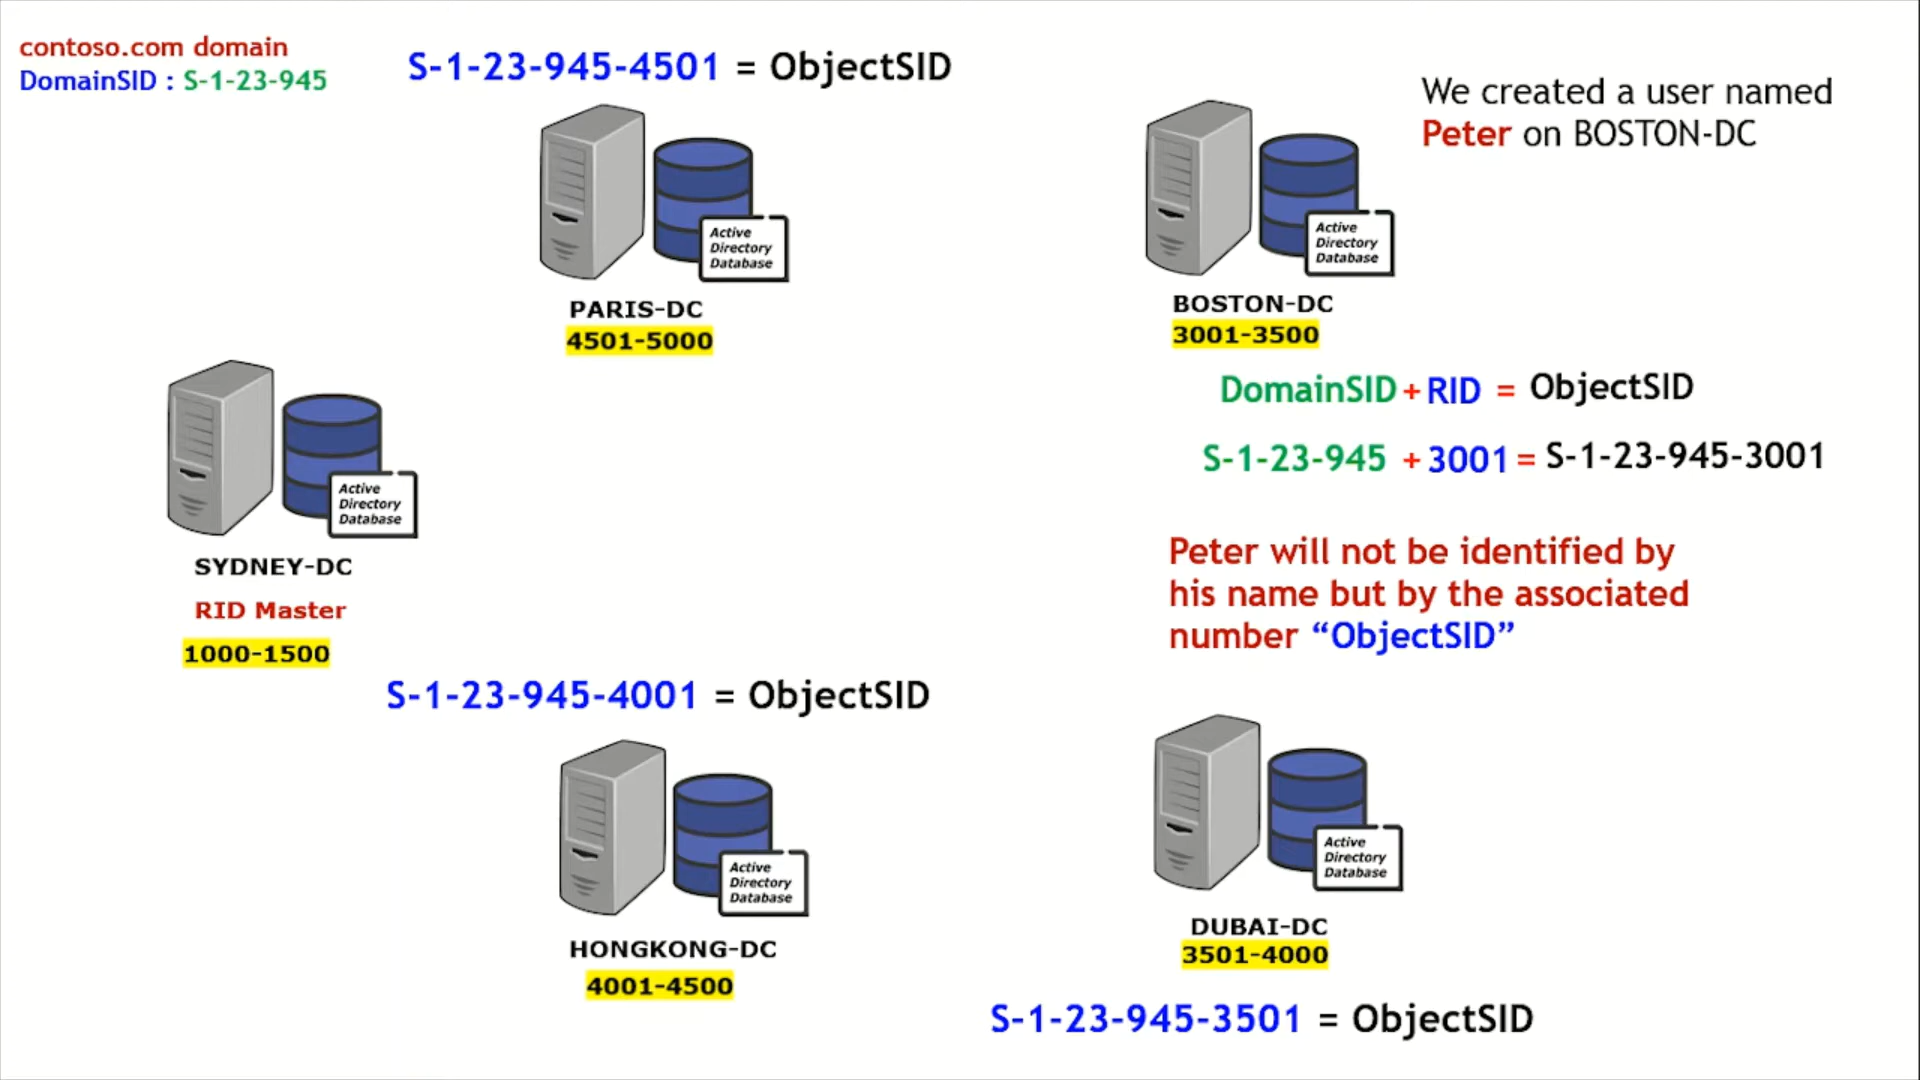 contoso.com domain
DomainSID : S-1-23-945
S-1-23-945-4501 = ObjectSID
We created a user named
Peter on BOSTON-DC
Active
Directory
Database
PARIS-DC
4501-5000
Active
Directory
Database
BOSTON-DC
3001-3500
DomainSID + RID = ObjectSID
S-1-23-945 + 3001 = S-1-23-945-3001
Active
Directory
Database
SYDNEY-DC
RID Master
1000-1500
Peter will not be identified by
his name but by the associated
number “ObjectSID”
S-1-23-945-4001 = ObjectSID
Active
Directory
Database
HONGKONG-DC
4001-4500
Active
Directory
Database
DUBAI-DC
3501-4000
S-1-23-945-3501 = ObjectSID